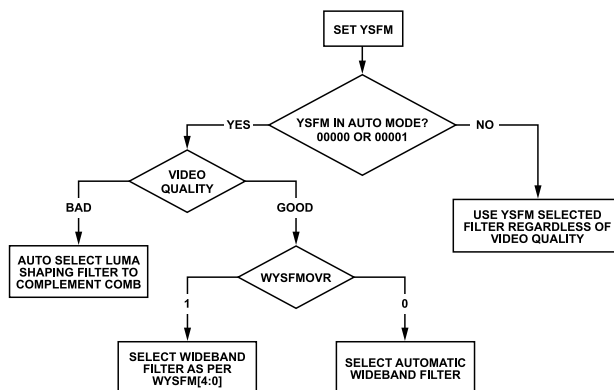 SET YSFM
YSFM IN AUTO MODE?
00000 OR 00001
YES
NO
VIDEO
QUALITY
BAD
GOOD
USE YSFM SELECTED
FILTER REGARDLESS OF
VIDEO QUALITY
AUTO SELECT LUMA
SHAPING FILTER TO
COMPLEMENT COMB
WYSFMOVR
1
0
SELECT WIDEBAND
FILTER AS PER
WYSFM[4:0]
SELECT AUTOMATIC
WIDEBAND FILTER